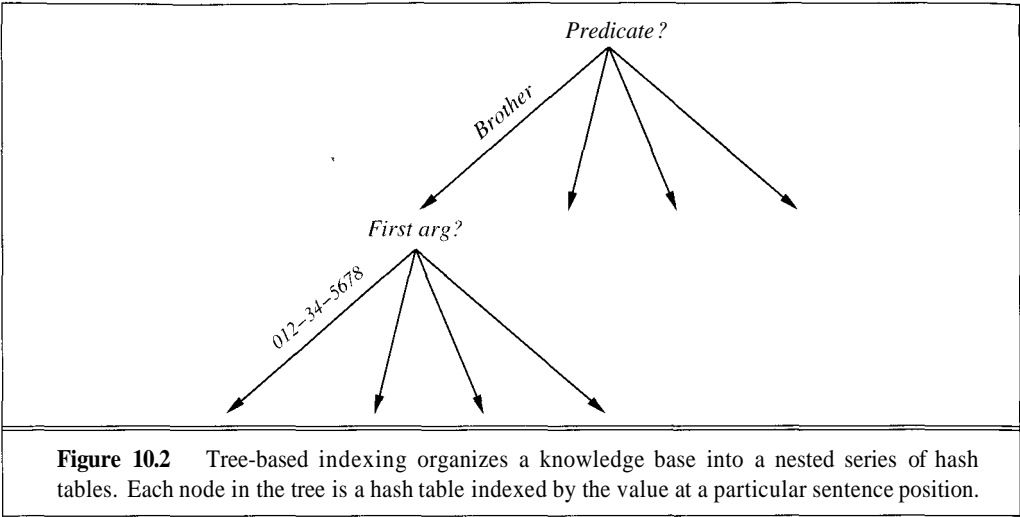 Predicate?
Brother
First arg?
012–34–5678
Figure 10.2 Tree-based indexing organizes a knowledge base into a nested series of hash
tables. Each node in the tree is a hash table indexed by the value at a particular sentence position.